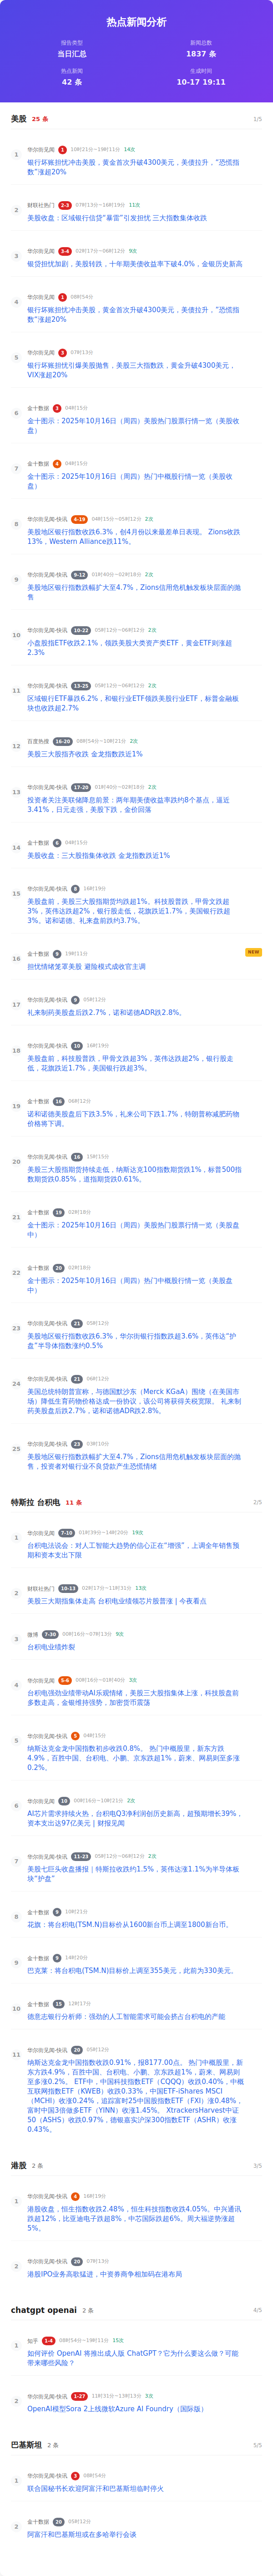 热点新闻分析
报告类型
新闻总数
当日汇总
1837 条
热点新闻
生成时间
42 条
10-17 19:11
美股 25 条 1/5
1
华尔街见闻 1 10时21分~19时11分 14次
银行坏账担忧冲击美股，黄金首次升破4300美元，“恐慌指
数”涨超20%
2
财联社热门 2-3 07时13分~16时19分 11次
美股收盘：区域银行信贷“暴雷”引发担忧 三大指数集体收跌
3
华尔街见闻 3-4 02时17分~06时12分 9次
银贷担忧加剧，美股转跌，十年期美债收益率下破4.0%，金银历史新高
4
华尔街见闻 1 08时54分
银行坏账担忧冲击美股，黄金首次升破4300美元，美债拉升，“恐慌指
数”涨超20%
5
华尔街见闻 3 07时13分
银行坏账担忧引爆美股抛售，美股三大指数跌，黄金升破4300美元，
VIX涨超20%
6
金十数据 3 04时15分
金十图示：2025年10月16日（周四）美股热门股票行情一览（美股收
盘）
7
金十数据 4 04时15分
金十图示：2025年10月16日（周四）热门中概股行情一览（美股收
盘）
8
华尔街见闻-快讯 6-19 04时15分~05时12分 2次
美股地区银行指数收跌6.3%，创4月份以来最差单日表现。 Zions收跌
13%，Western Alliance跌11%。
9
华尔街见闻-快讯 9-12 01时40分~02时18分 2次
美股地区银行指数跌幅扩大至4.7%，Zions信用危机触发板块层面的抛
售
10
华尔街见闻-快讯 10-22 05时12分~06时12分 2次
小盘股指ETF收跌2.1%，领跌美股大类资产类ETF，黄金ETF则涨超
2.3%
11
华尔街见闻-快讯 13-25 05时12分~06时12分 2次
区域银行ETF暴跌6.2%，和银行业ETF领跌美股行业ETF，标普金融板
块也收跌超2.7%
12
百度热搜 16-20 08时54分~10时21分 2次
美股三大股指齐收跌 金龙指数跌近1%
13
华尔街见闻-快讯 17-20 01时40分~02时18分 2次
投资者关注美联储降息前景：两年期美债收益率跌约8个基点，逼近
3.41%，日元走强，美股下跌，金价回落
14
金十数据 6 04时15分
美股收盘：三大股指集体收跌 金龙指数跌近1%
15
华尔街见闻 8 16时19分
美股盘前，美股三大股指期货均跌超1%。科技股普跌，甲骨文跌超
3%，英伟达跌超2%；银行股走低，花旗跌近1.7%，美国银行跌超
3%。诺和诺德、礼来盘前跌约3.7%。
16
金十数据 9 19时11分 NEW
担忧情绪笼罩美股 避险模式成收官主调
17
华尔街见闻-快讯 9 05时12分
礼来制药美股盘后跌2.7%，诺和诺德ADR跌2.8%。
18
华尔街见闻-快讯 10 16时19分
美股盘前，科技股普跌，甲骨文跌超3%，英伟达跌超2%；银行股走
低，花旗跌近1.7%，美国银行跌超3%。
19
金十数据 16 06时12分
诺和诺德美股盘后下跌3.5%，礼来公司下跌1.7%，特朗普称减肥药物
价格将下调。
20
华尔街见闻-快讯 16 15时19分
美股三大股指期货持续走低，纳斯达克100指数期货跌1%，标普500指
数期货跌0.85%，道指期货跌0.61%。
21
金十数据 19 02时18分
金十图示：2025年10月16日（周四）美股热门股票行情一览（美股盘
中）
22
金十数据 20 02时18分
金十图示：2025年10月16日（周四）热门中概股行情一览（美股盘
中）
23
华尔街见闻-快讯 21 05时12分
美股地区银行指数收跌6.3%，华尔街银行指数跌超3.6%，英伟达“护
盘”半导体指数涨约0.5%
24
华尔街见闻-快讯 21 06时12分
美国总统特朗普宣称，与德国默沙东（Merck KGaA）围绕（在美国市
场）降低生育药物价格达成一份协议，该公司将获得关税宽限。 礼来制
药美股盘后跌2.7%，诺和诺德ADR跌2.8%。
25
华尔街见闻-快讯 23 03时10分
美股地区银行指数跌幅扩大至4.7%，Zions信用危机触发板块层面的抛
售，投资者对银行业不良贷款产生恐慌情绪
特斯拉 台积电 11 条 2/5
1
华尔街见闻 7-10 01时39分~14时20分 19次
台积电法说会：对人工智能大趋势的信心正在“增强”，上调全年销售预
期和资本支出下限
2
财联社热门 10-13 02时17分~11时31分 13次
美股三大期指集体走高 台积电业绩领芯片股普涨 | 今夜看点
3
微博 7-30 00时16分~07时13分 9次
台积电业绩炸裂
4
华尔街见闻 5-6 00时16分~01时40分 3次
台积电强劲业绩带动AI乐观情绪，美股三大股指集体上涨，科技股盘前
多数走高，金银维持强势，加密货币震荡
5
华尔街见闻-快讯 5 04时15分
纳斯达克金龙中国指数初步收跌0.8%。 热门中概股里，新东方跌
4.9%，百胜中国、台积电、小鹏、京东跌超1%，蔚来、网易则至多涨
0.2%。
6
华尔街见闻 10 00时16分~10时21分 2次
AI芯片需求持续火热，台积电Q3净利润创历史新高，超预期增长39%，
资本支出达97亿美元 | 财报见闻
7
华尔街见闻-快讯 11-23 05时12分~06时12分 2次
美股七巨头收盘播报｜特斯拉收跌约1.5%，英伟达涨1.1%为半导体板
块“护盘”
8
金十数据 9 10时21分
花旗：将台积电(TSM.N)目标价从1600新台币上调至1800新台币。
9
金十数据 9 14时20分
巴克莱：将台积电(TSM.N)目标价上调至355美元，此前为330美元。
10
金十数据 15 12时17分
德意志银行分析师：强劲的人工智能需求可能会挤占台积电的产能
11
华尔街见闻-快讯 20 05时12分
纳斯达克金龙中国指数收跌0.91%，报8177.00点。 热门中概股里，新
东方跌4.9%，百胜中国、台积电、小鹏、京东跌超1%，蔚来、网易则
至多涨0.2%。 ETF中，中国科技指数ETF（CQQQ）收跌0.40%，中概
互联网指数ETF（KWEB）收跌0.33%，中国ETF-iShares MSCI
（MCHI）收涨0.24%，追踪富时25中国股指数ETF（FXI）涨0.48%，
富时中国3倍做多ETF（YINN）收涨1.45%。 XtrackersHarvest中证
500（ASHS）收跌0.97%，德银嘉实沪深300指数ETF（ASHR）收涨
0.43%。
港股 2 条 3/5
1
华尔街见闻-快讯 4 16时19分
港股收盘，恒生指数收跌2.48%，恒生科技指数收跌4.05%。中兴通讯
跌超12%，比亚迪电子跌超8%，中芯国际跌超6%。周大福逆势涨超
5%。
2
华尔街见闻-快讯 20 07时13分
港股IPO业务高歌猛进，中资券商争相加码在港布局
chatgpt openai 2 条 4/5
1
知乎 1-4 08时54分~19时11分 15次
如何评价 OpenAI 将推出成人版 ChatGPT？它为什么要这么做？可能
带来哪些风险？
2
华尔街见闻-快讯 1-27 11时31分~13时13分 3次
OpenAI模型Sora 2上线微软Azure AI Foundry（国际版）
巴基斯坦 2 条 5/5
1
华尔街见闻-快讯 3 08时54分
联合国秘书长欢迎阿富汗和巴基斯坦临时停火
2
金十数据 20 05时12分
阿富汗和巴基斯坦或在多哈举行会谈